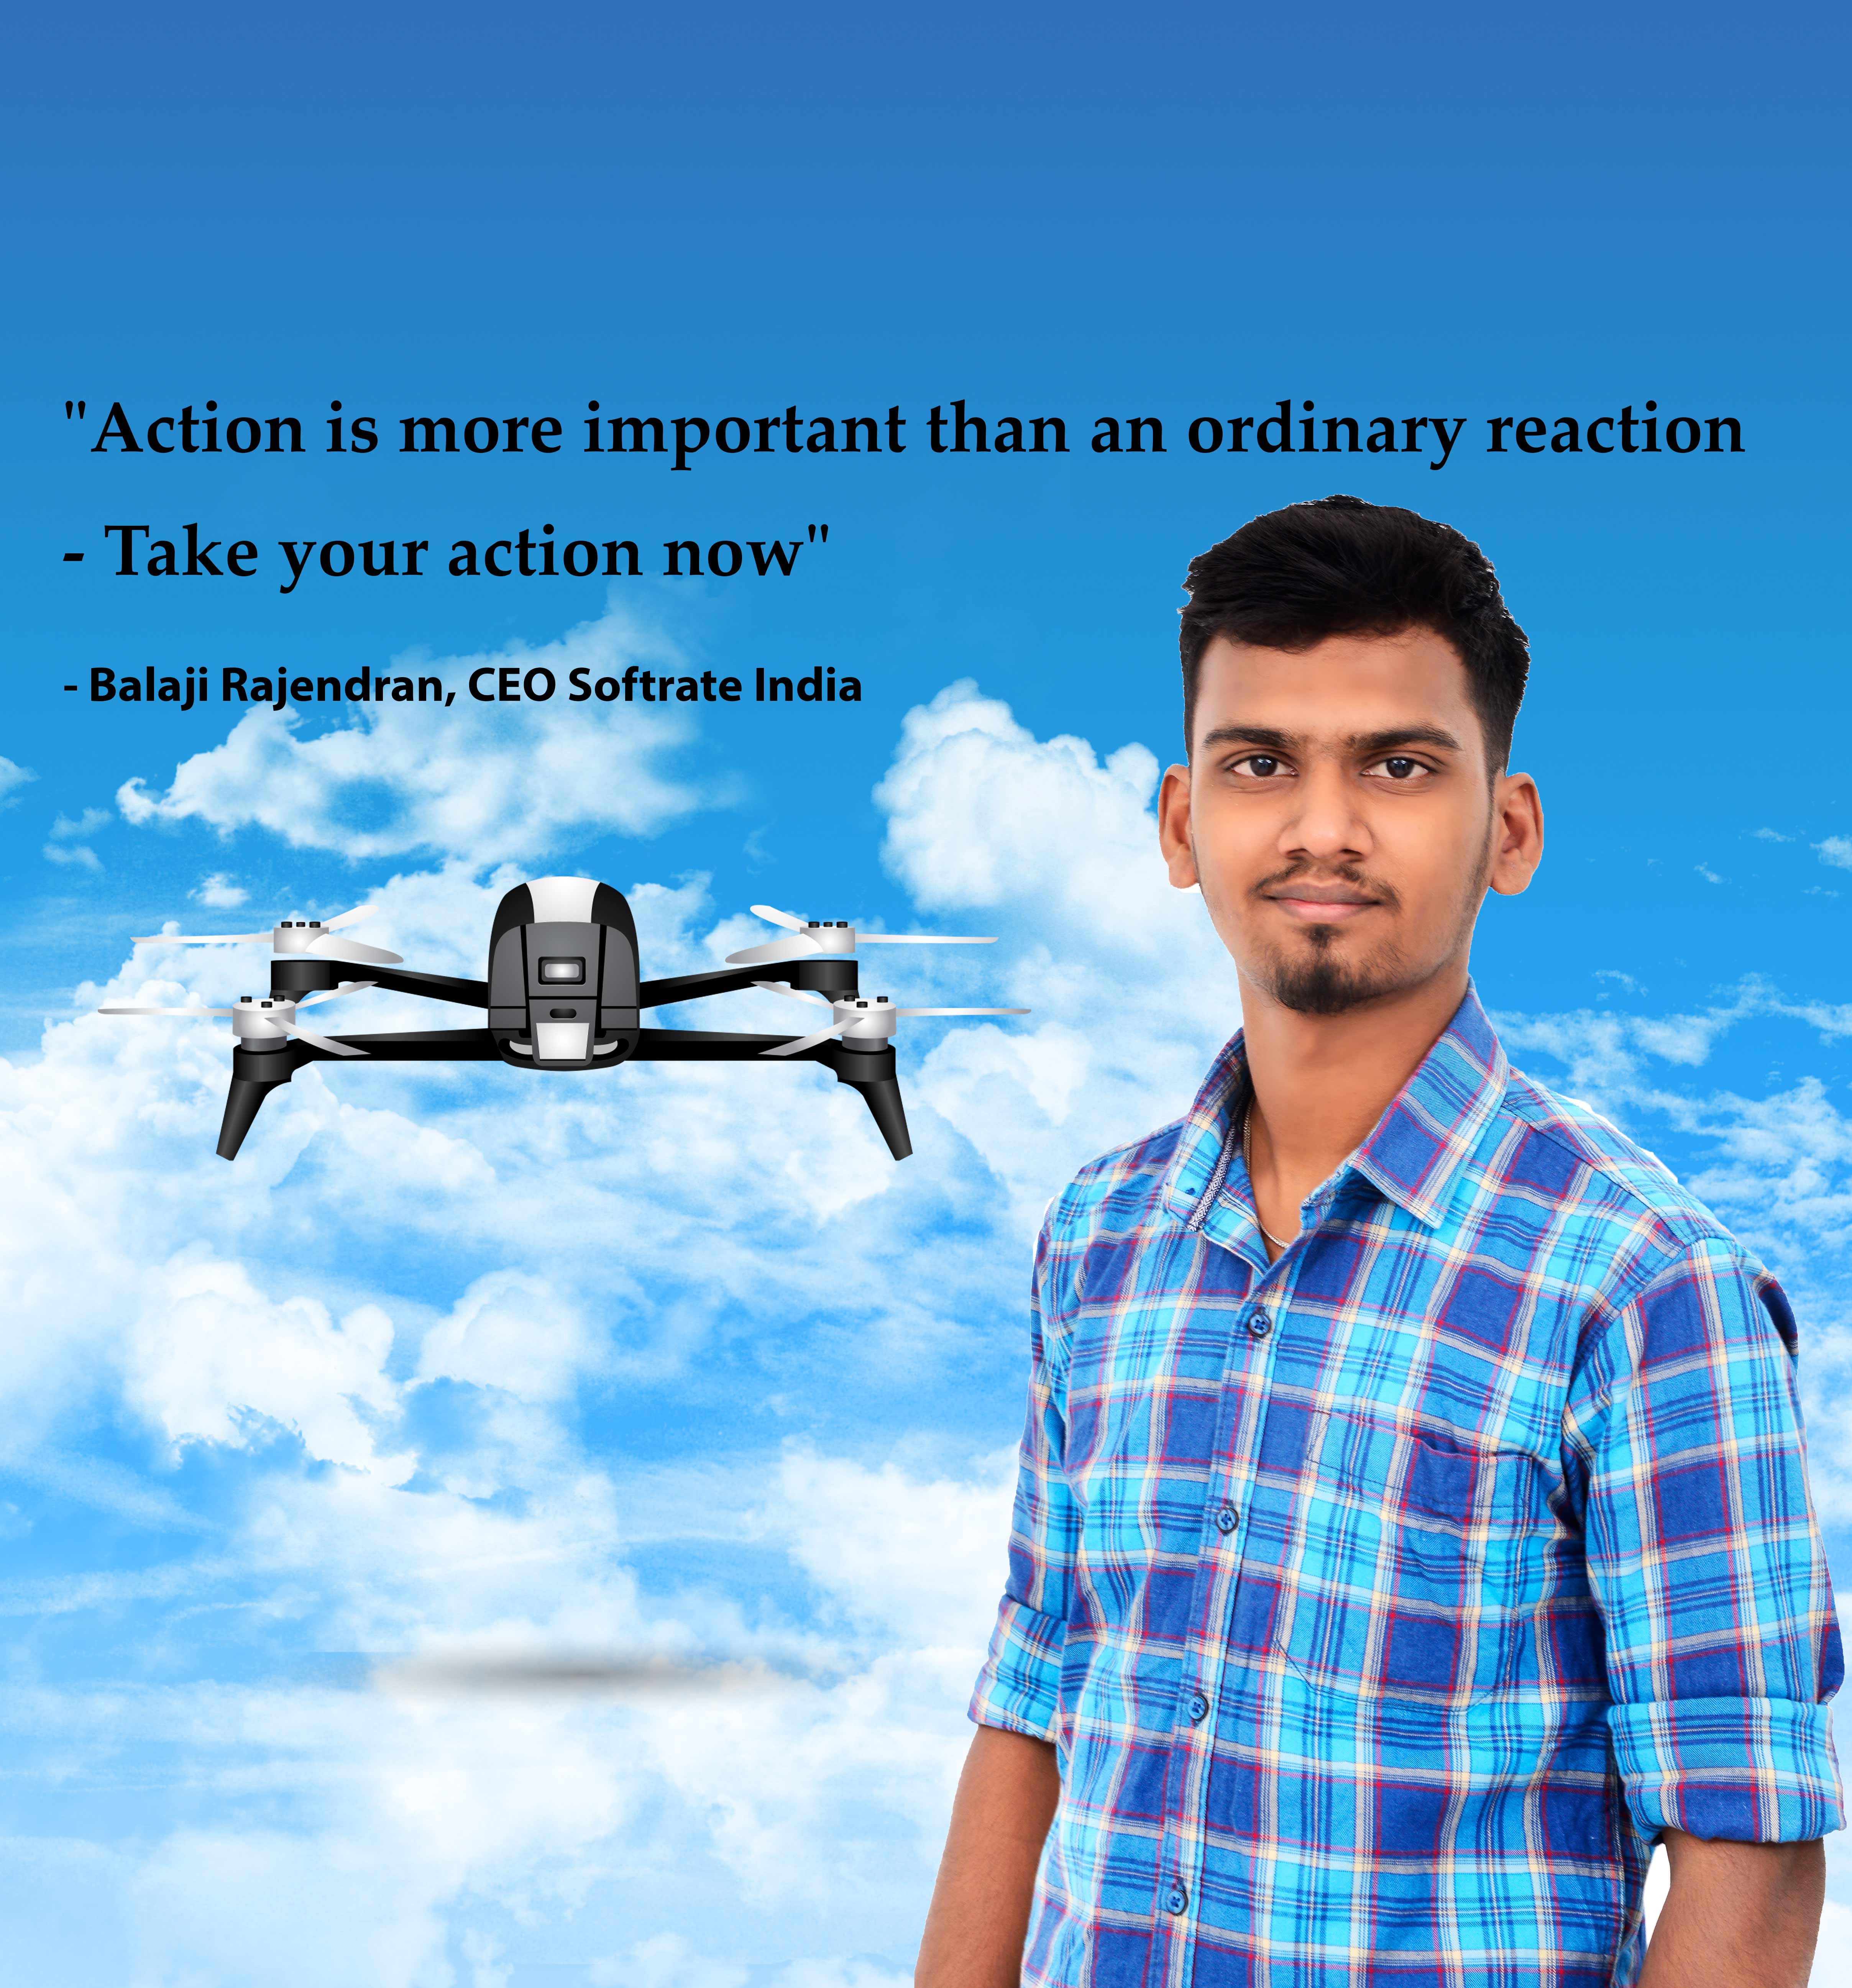 "Action is more important than an ordinary reaction
- Take your action now"
- Balaji Rajendran, CEO Softrate India